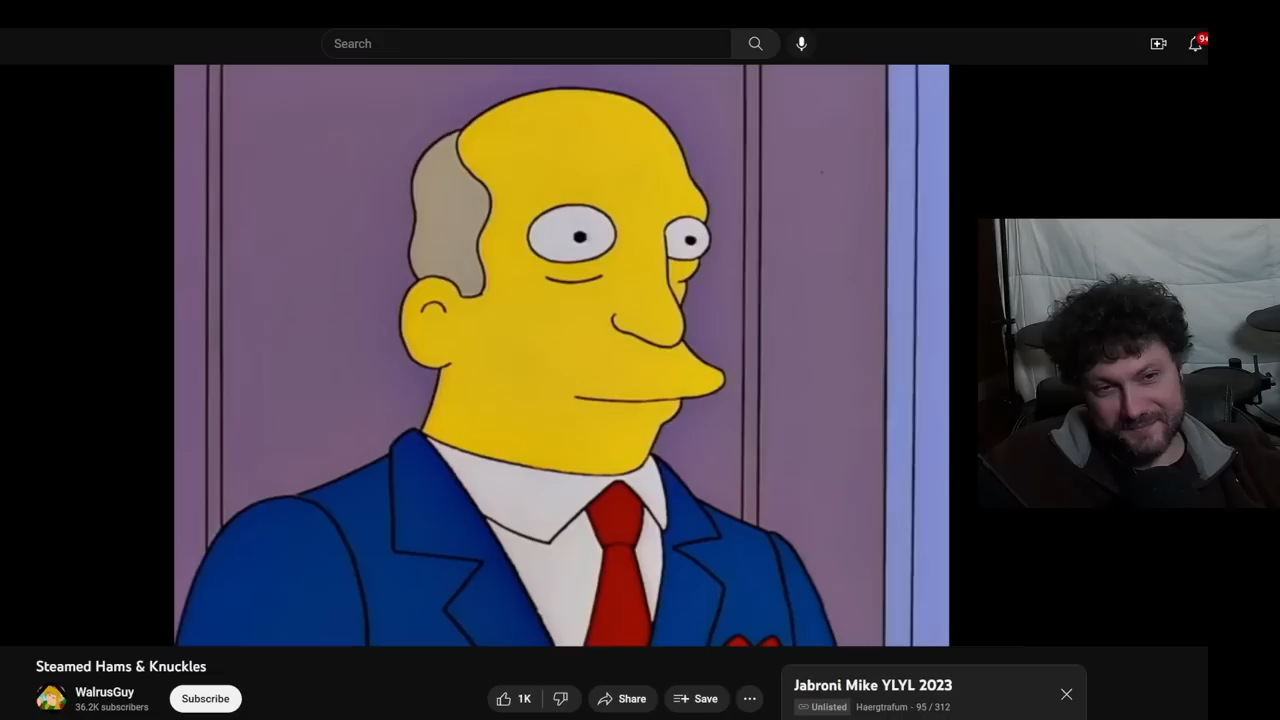 Search
9+
Steamed Hams & Knuckles
WalrusGuy
36.2K subscribers
Subscribe
1K
Share
Save
Jabroni Mike YLYL 2023
Unlisted
Haergtrafum - 95 / 312